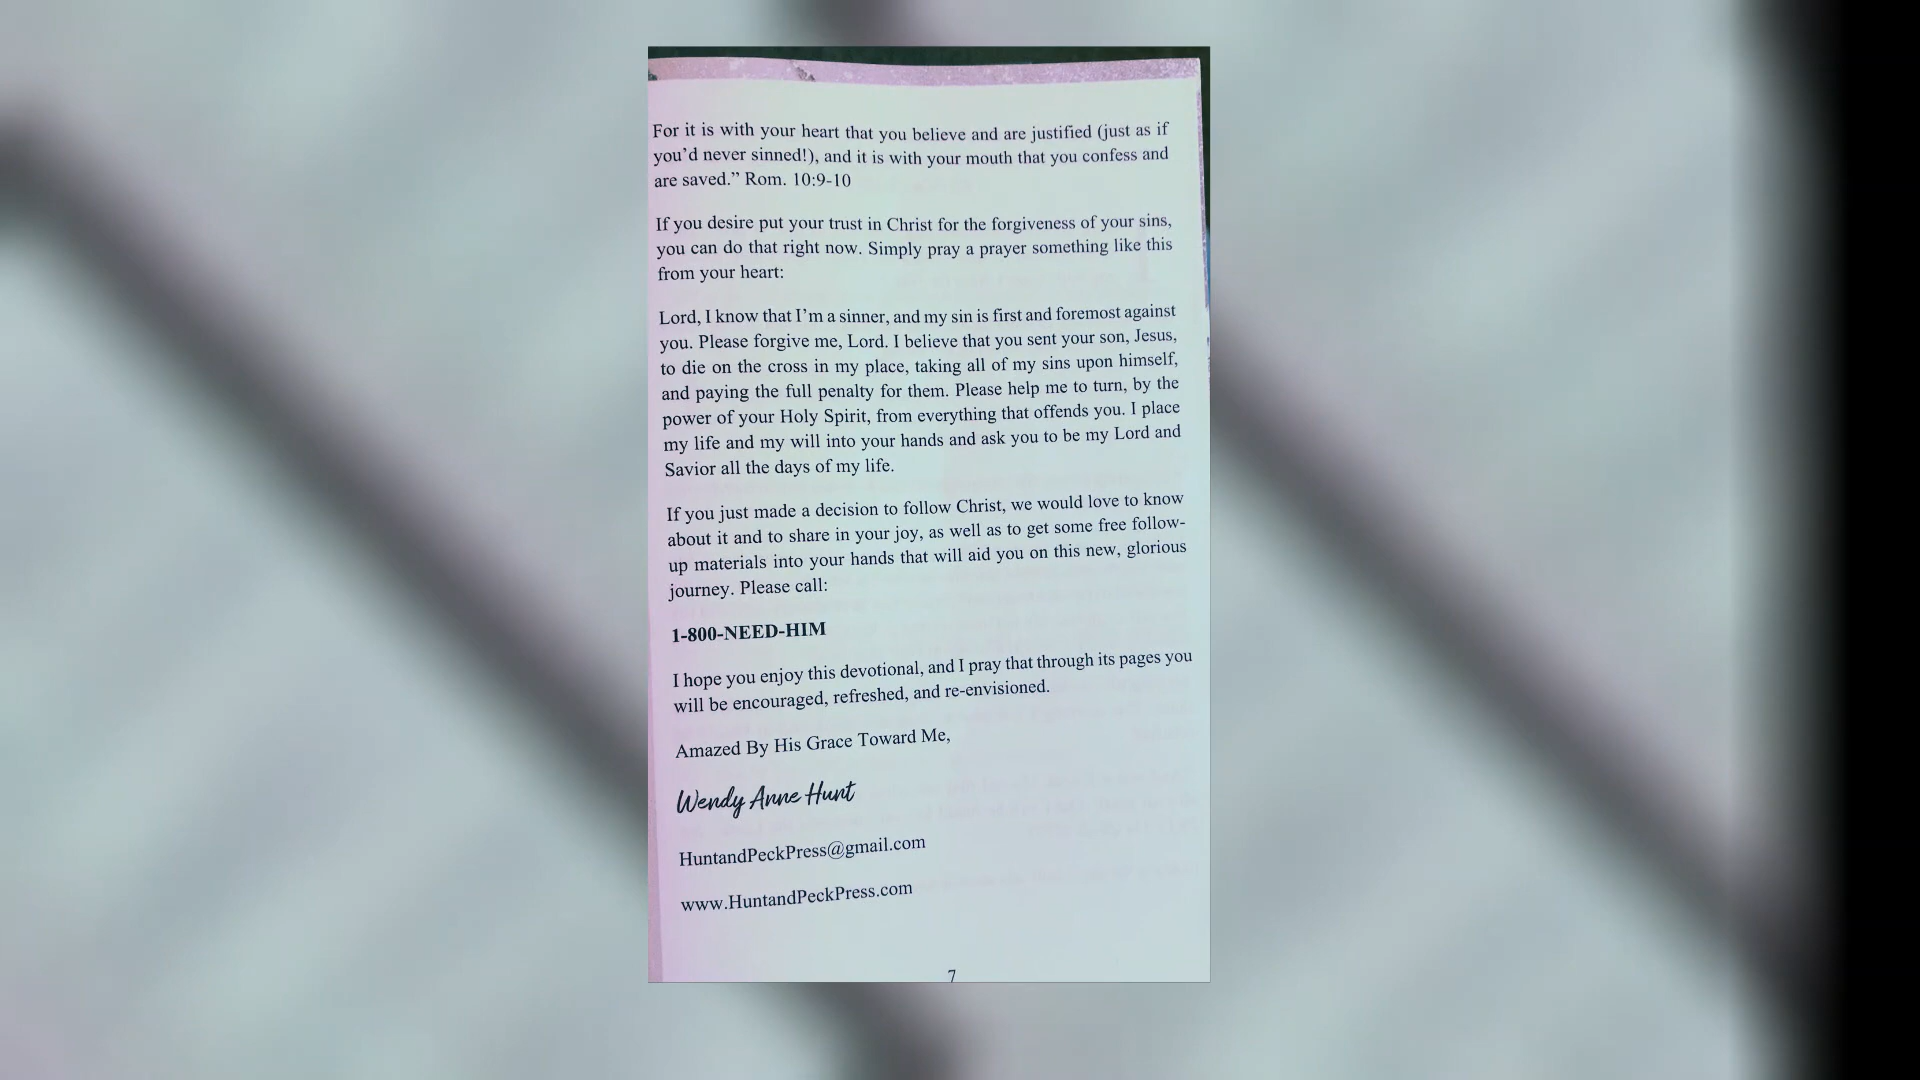 For it is with your heart that you believe and are justified (just as if
you’d never sinned!), and it is with your mouth that you confess and
are saved.” Rom. 10:9-10
If you desire put your trust in Christ for the forgiveness of your sins,
you can do that right now. Simply pray a prayer something like this
from your heart:
Lord, I know that I’m a sinner, and my sin is first and foremost against
you. Please forgive me, Lord. I believe that you sent your son, Jesus,
to die on the cross in my place, taking all of my sins upon himself,
and paying the full penalty for them. Please help me to turn, by the
power of your Holy Spirit, from everything that offends you. I place
my life and my will into your hands and ask you to be my Lord and
Savior all the days of my life.
If you just made a decision to follow Christ, we would love to know
about it and to share in your joy, as well as to get some free follow-
up materials into your hands that will aid you on this new, glorious
journey. Please call:
1-800-NEED-HIM
I hope you enjoy this devotional, and I pray that through its pages you
will be encouraged, refreshed, and re-envisioned.
Amazed By His Grace Toward Me,
Wendy Anne Hunt
HuntandPeckPress@gmail.com
www.HuntandPeckPress.com
7